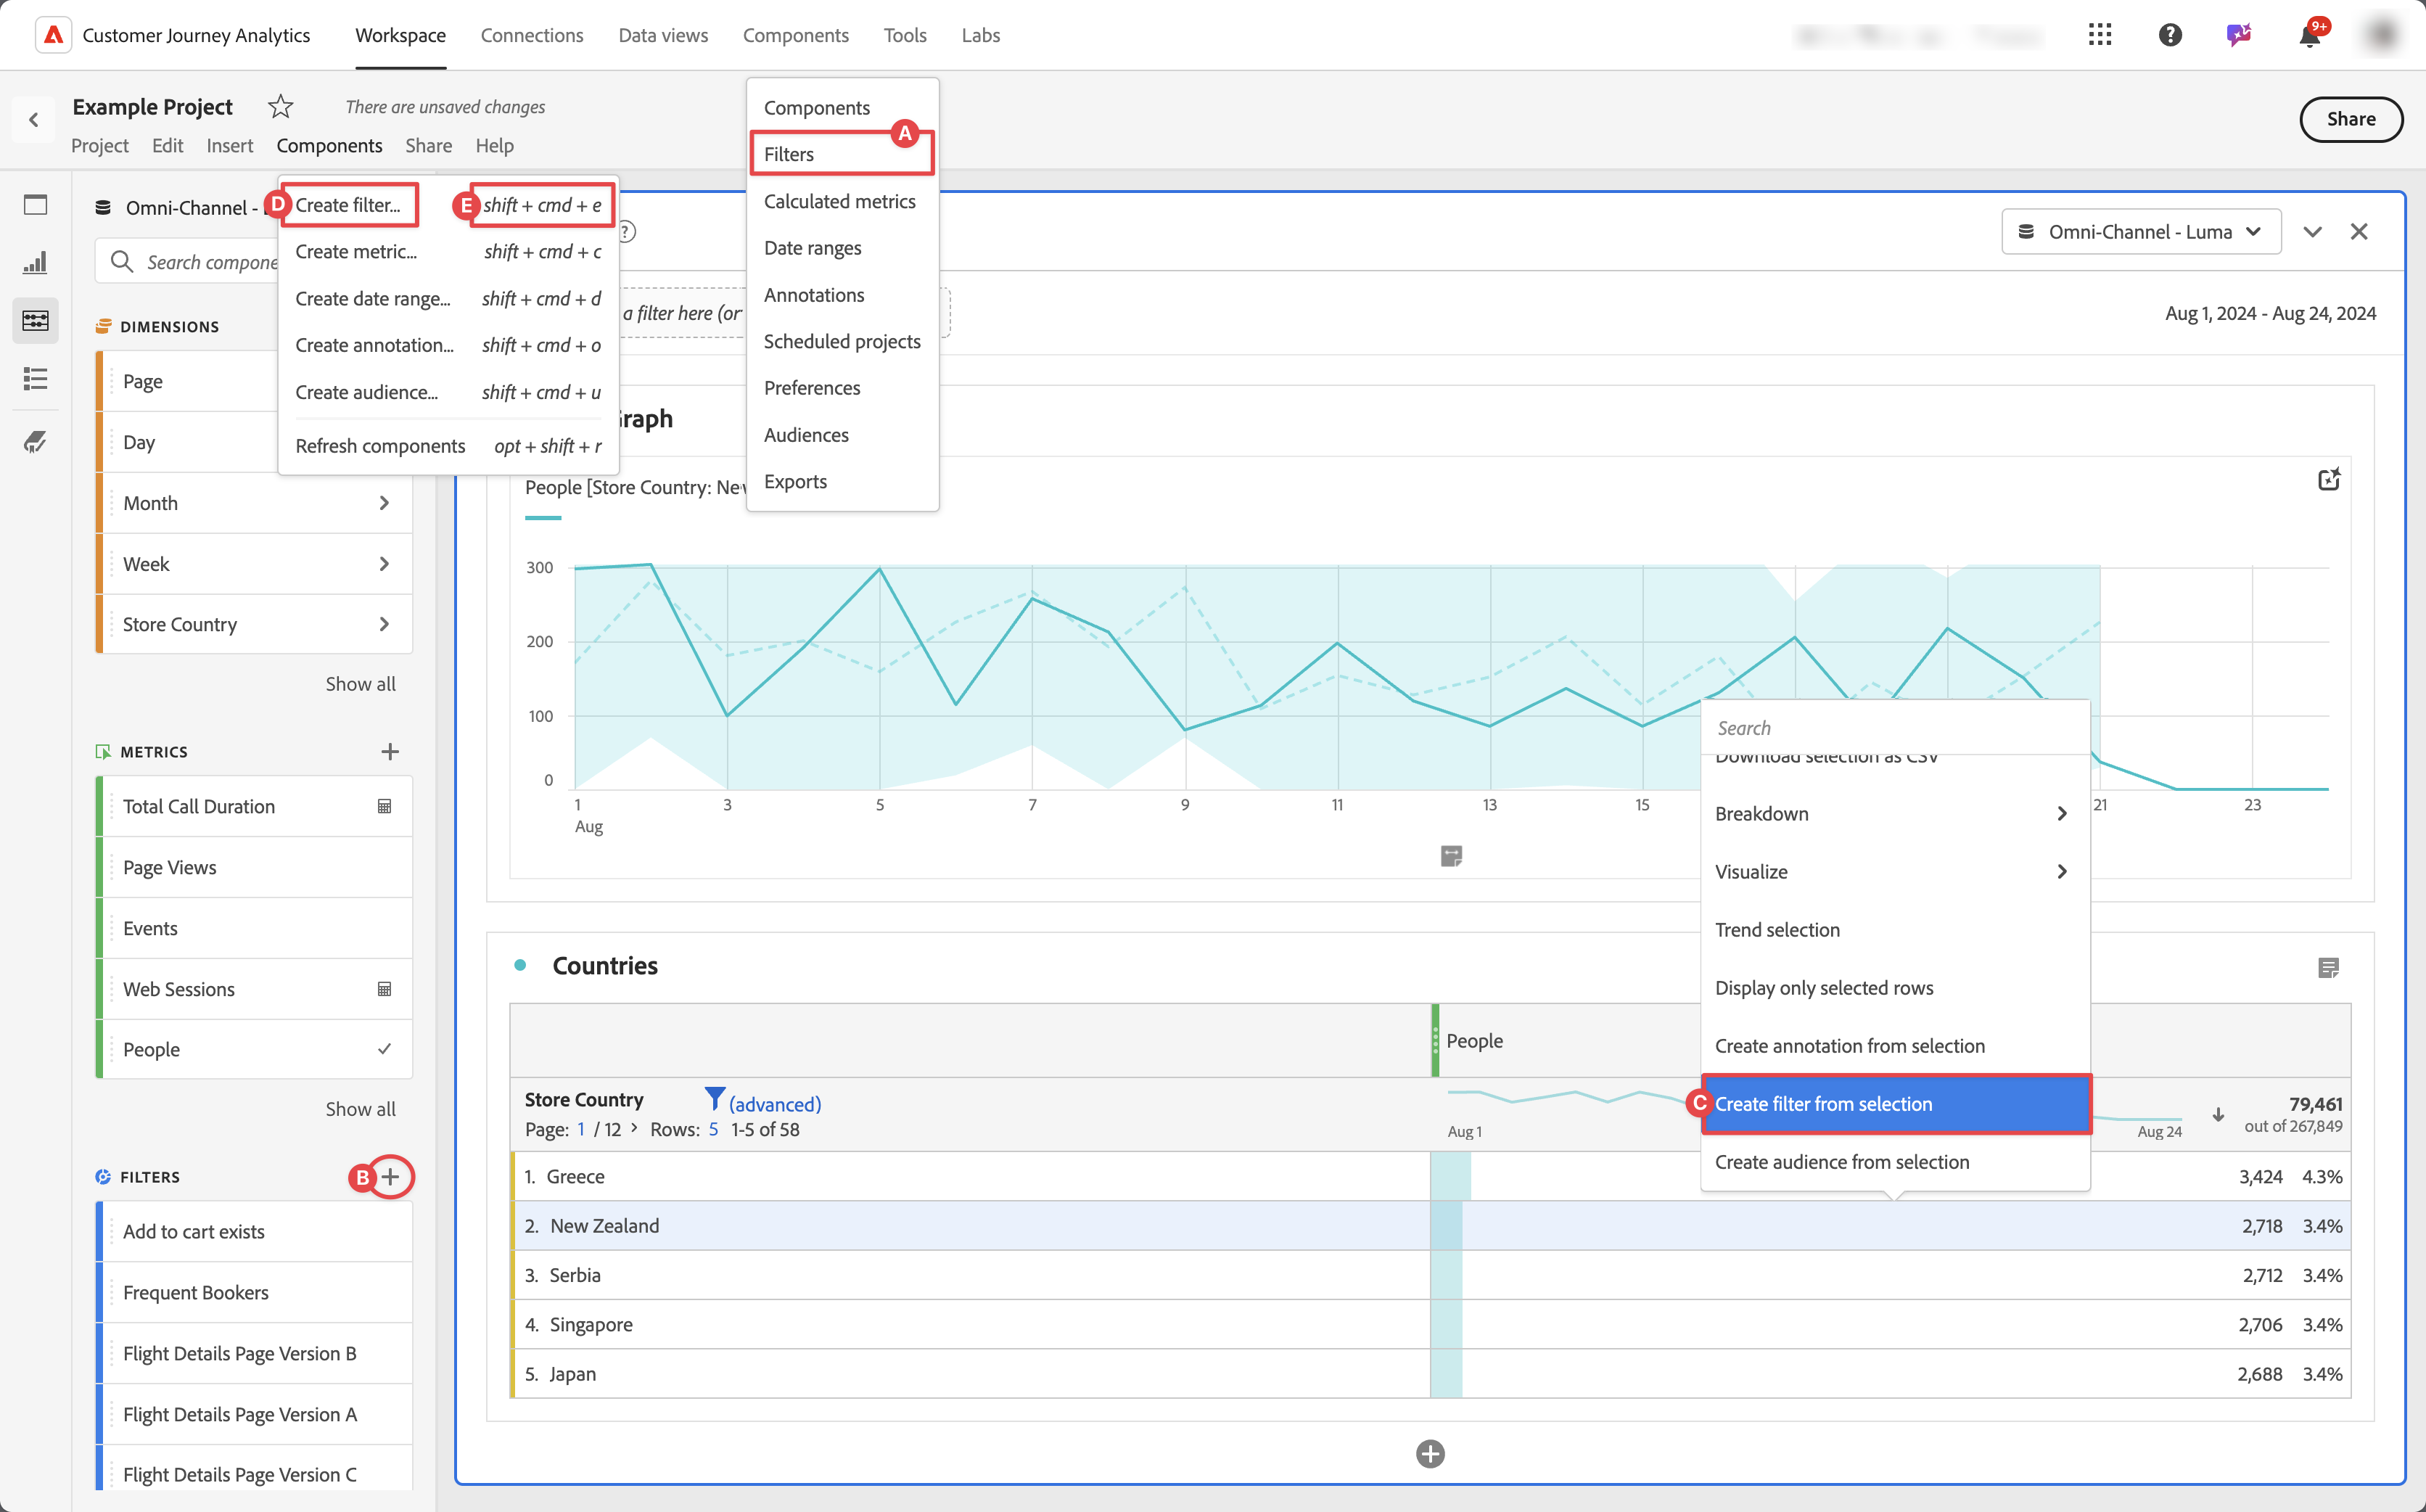 Customer Journey Analytics
Workspace
Connections
Data views
Components
Tools
Labs
9+
Example Project
There are unsaved changes
Share
Project
Edit
Insert
Components
Share
Help
Components
A
Filters
Calculated metrics
Date ranges
Annotations
Scheduled projects
Preferences
Audiences
Exports
Omni-Channel -
D
Create filter...
E
shift + cmd + e
Create metric...
shift + cmd + c
Create date range...
shift + cmd + d
Create annotation...
shift + cmd + o
Create audience...
shift + cmd + u
Refresh components
opt + shift + r
Search compone
DIMENSIONS
Page
Day
Month
Week
Store Country
Show all
METRICS
Total Call Duration
Page Views
Events
Web Sessions
People
Show all
FILTERS
B
Add to cart exists
Frequent Bookers
Flight Details Page Version B
Flight Details Page Version A
Flight Details Page Version C
Omni-Channel - Luma
a filter here (or
Aug 1, 2024 - Aug 24, 2024
Graph
People [Store Country: New
300
200
100
0
1 3 5 7 9 11 13 15 21 23
Aug
Search
Download selection as CSV
Breakdown
Visualize
Trend selection
Display only selected rows
Create annotation from selection
C
Create filter from selection
Create audience from selection
Countries
People
Store Country
(advanced)
Page: 1 / 12 > Rows: 5 1-5 of 58
Aug 1
Aug 24
79,461
out of 267,849
1. Greece 3,424 4.3%
2. New Zealand 2,718 3.4%
3. Serbia 2,712 3.4%
4. Singapore 2,706 3.4%
5. Japan 2,688 3.4%